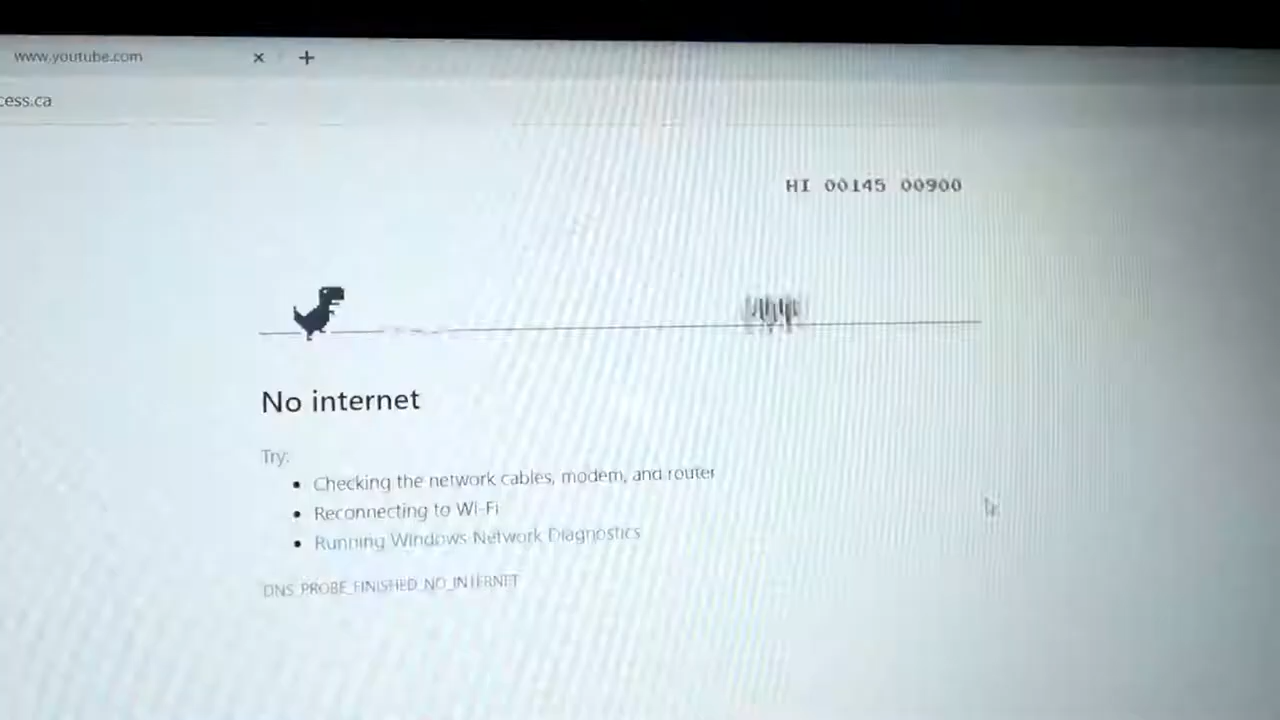 www.youtube.com
cess.ca
HI 00145 00900
No internet
Try:
Checking the network cables, modem, and router
Reconnecting to Wi-Fi
Running Windows Network Diagnostics
DNS_PROBE_FINISHED_NO_INTERNET